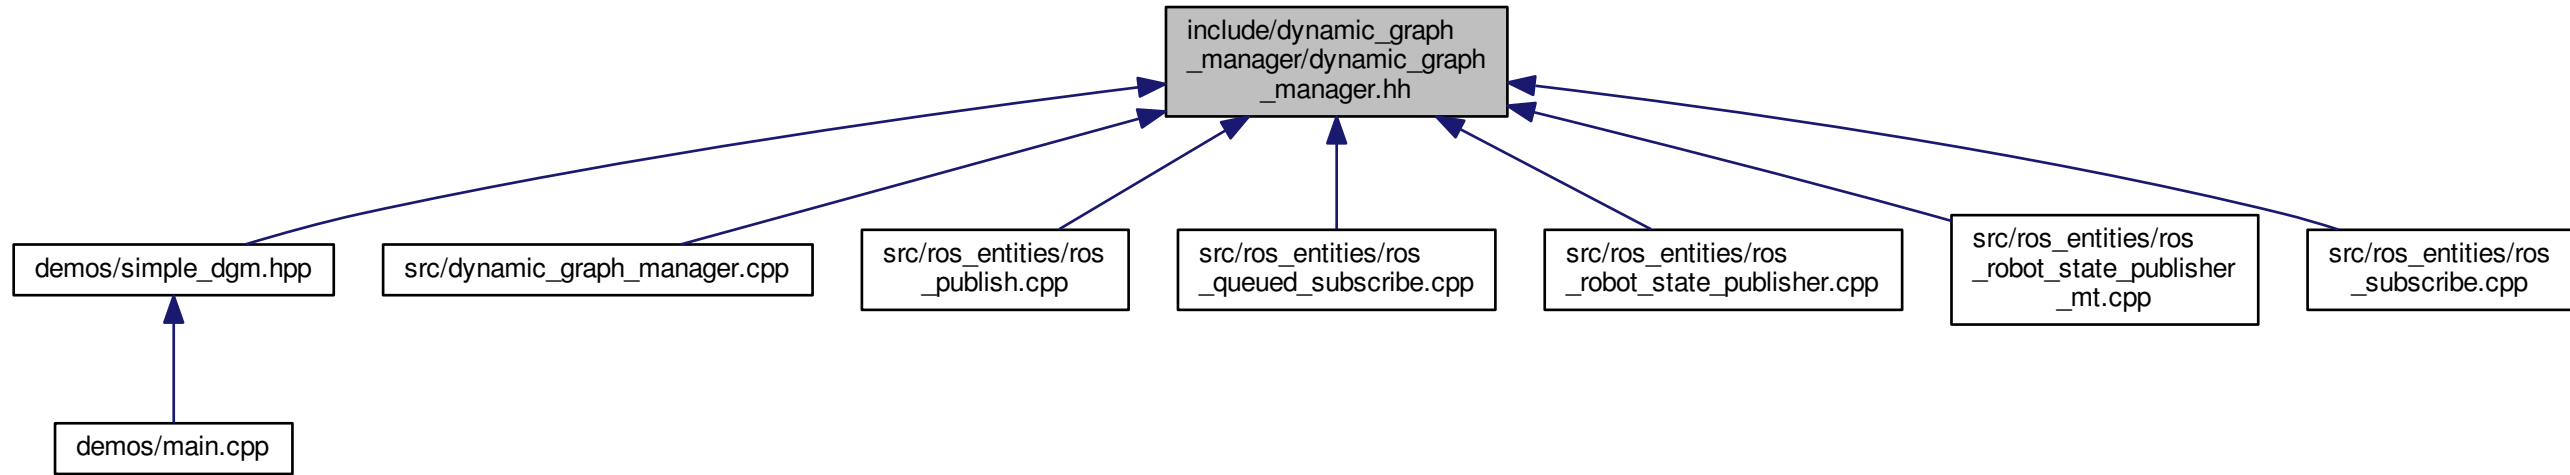 include/dynamic_graph
_manager/dynamic_graph
_manager.hh
demos/simple_dgm.hpp
src/dynamic_graph_manager.cpp
src/ros_entities/ros
_publish.cpp
src/ros_entities/ros
_queued_subscribe.cpp
src/ros_entities/ros
_robot_state_publisher.cpp
src/ros_entities/ros
_robot_state_publisher
_mt.cpp
src/ros_entities/ros
_subscribe.cpp
demos/main.cpp